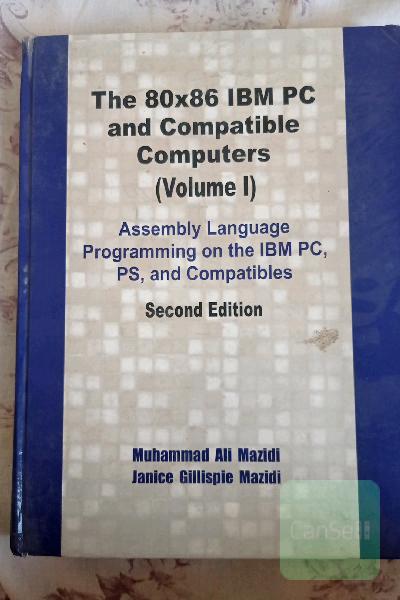 The 80x86 IBM PC
and Compatible
Computers
(Volume I)
Assembly Language
Programming on the IBM PC,
PS, and Compatibles
Second Edition
Muhammad Ali Mazidi
Janice Gillispie Mazidi
CanSell